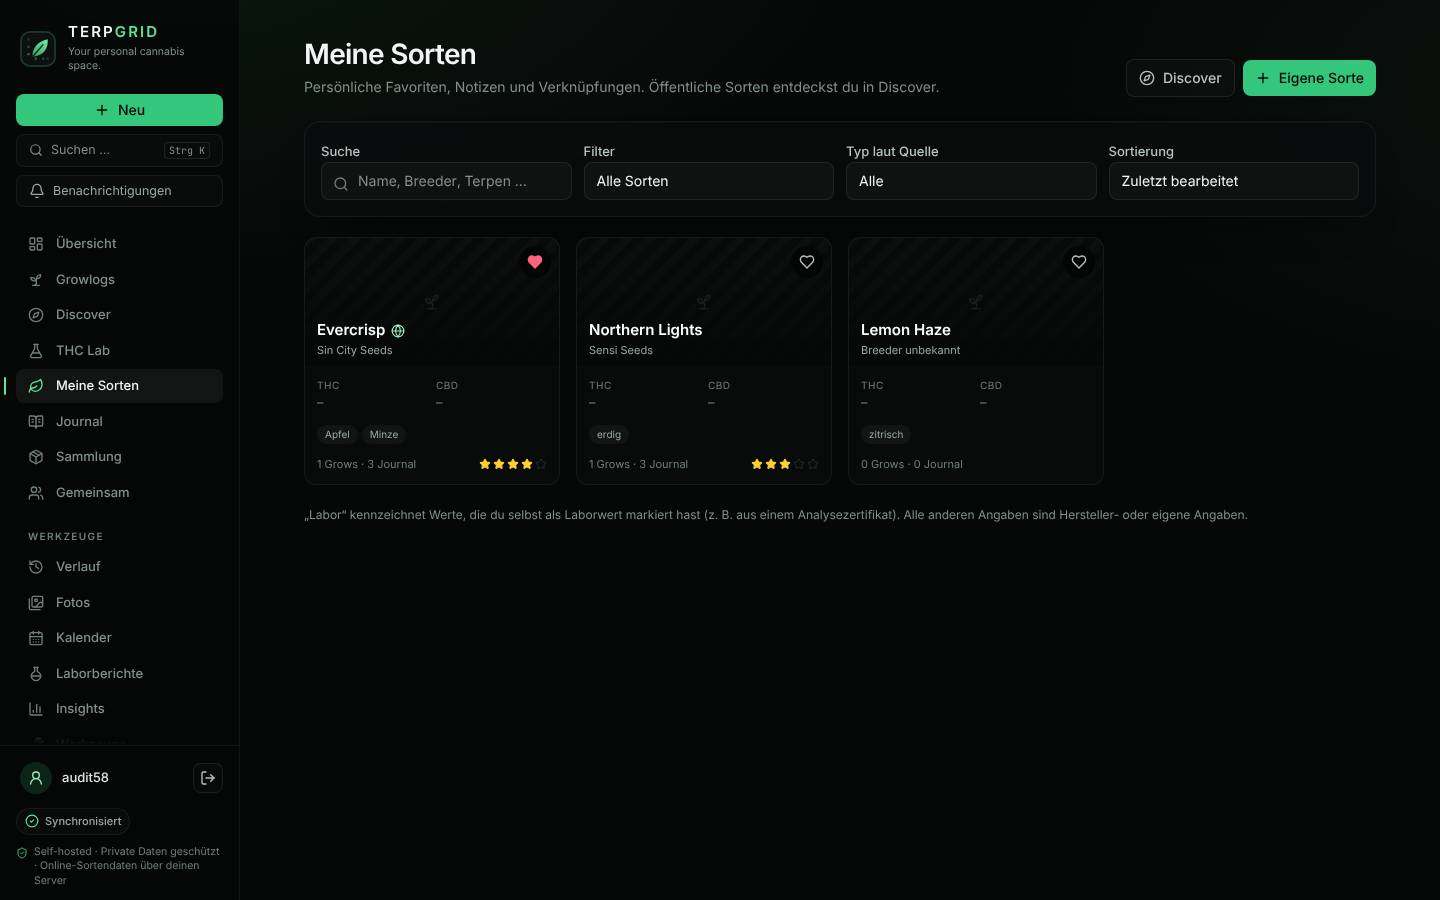 TERPGRID
Your personal cannabis
space.
Neu
Suchen ... Strg K
Benachrichtigungen
Übersicht
Growlogs
Discover
THC Lab
Meine Sorten
Journal
Sammlung
Gemeinsam
WERKZEUGE
Verlauf
Fotos
Kalender
Laborberichte
Insights
audit58
Synchronisiert
Self-hosted · Private Daten geschützt
· Online-Sortendaten über deinen
Server
Meine Sorten
Persönliche Favoriten, Notizen und Verknüpfungen. Öffentliche Sorten entdeckst du in Discover.
Discover
Eigene Sorte
Suche Filter Typ laut Quelle Sortierung
Name, Breeder, Terpen ... Alle Sorten Alle Zuletzt bearbeitet
Evercrisp
Sin City Seeds
THC CBD
– –
Apfel Minze
1 Grows · 3 Journal
Northern Lights
Sensi Seeds
THC CBD
– –
erdig
1 Grows · 3 Journal
Lemon Haze
Breeder unbekannt
THC CBD
– –
zitrisch
0 Grows · 0 Journal
„Labor“ kennzeichnet Werte, die du selbst als Laborwert markiert hast (z. B. aus einem Analysezertifikat). Alle anderen Angaben sind Hersteller- oder eigene Angaben.